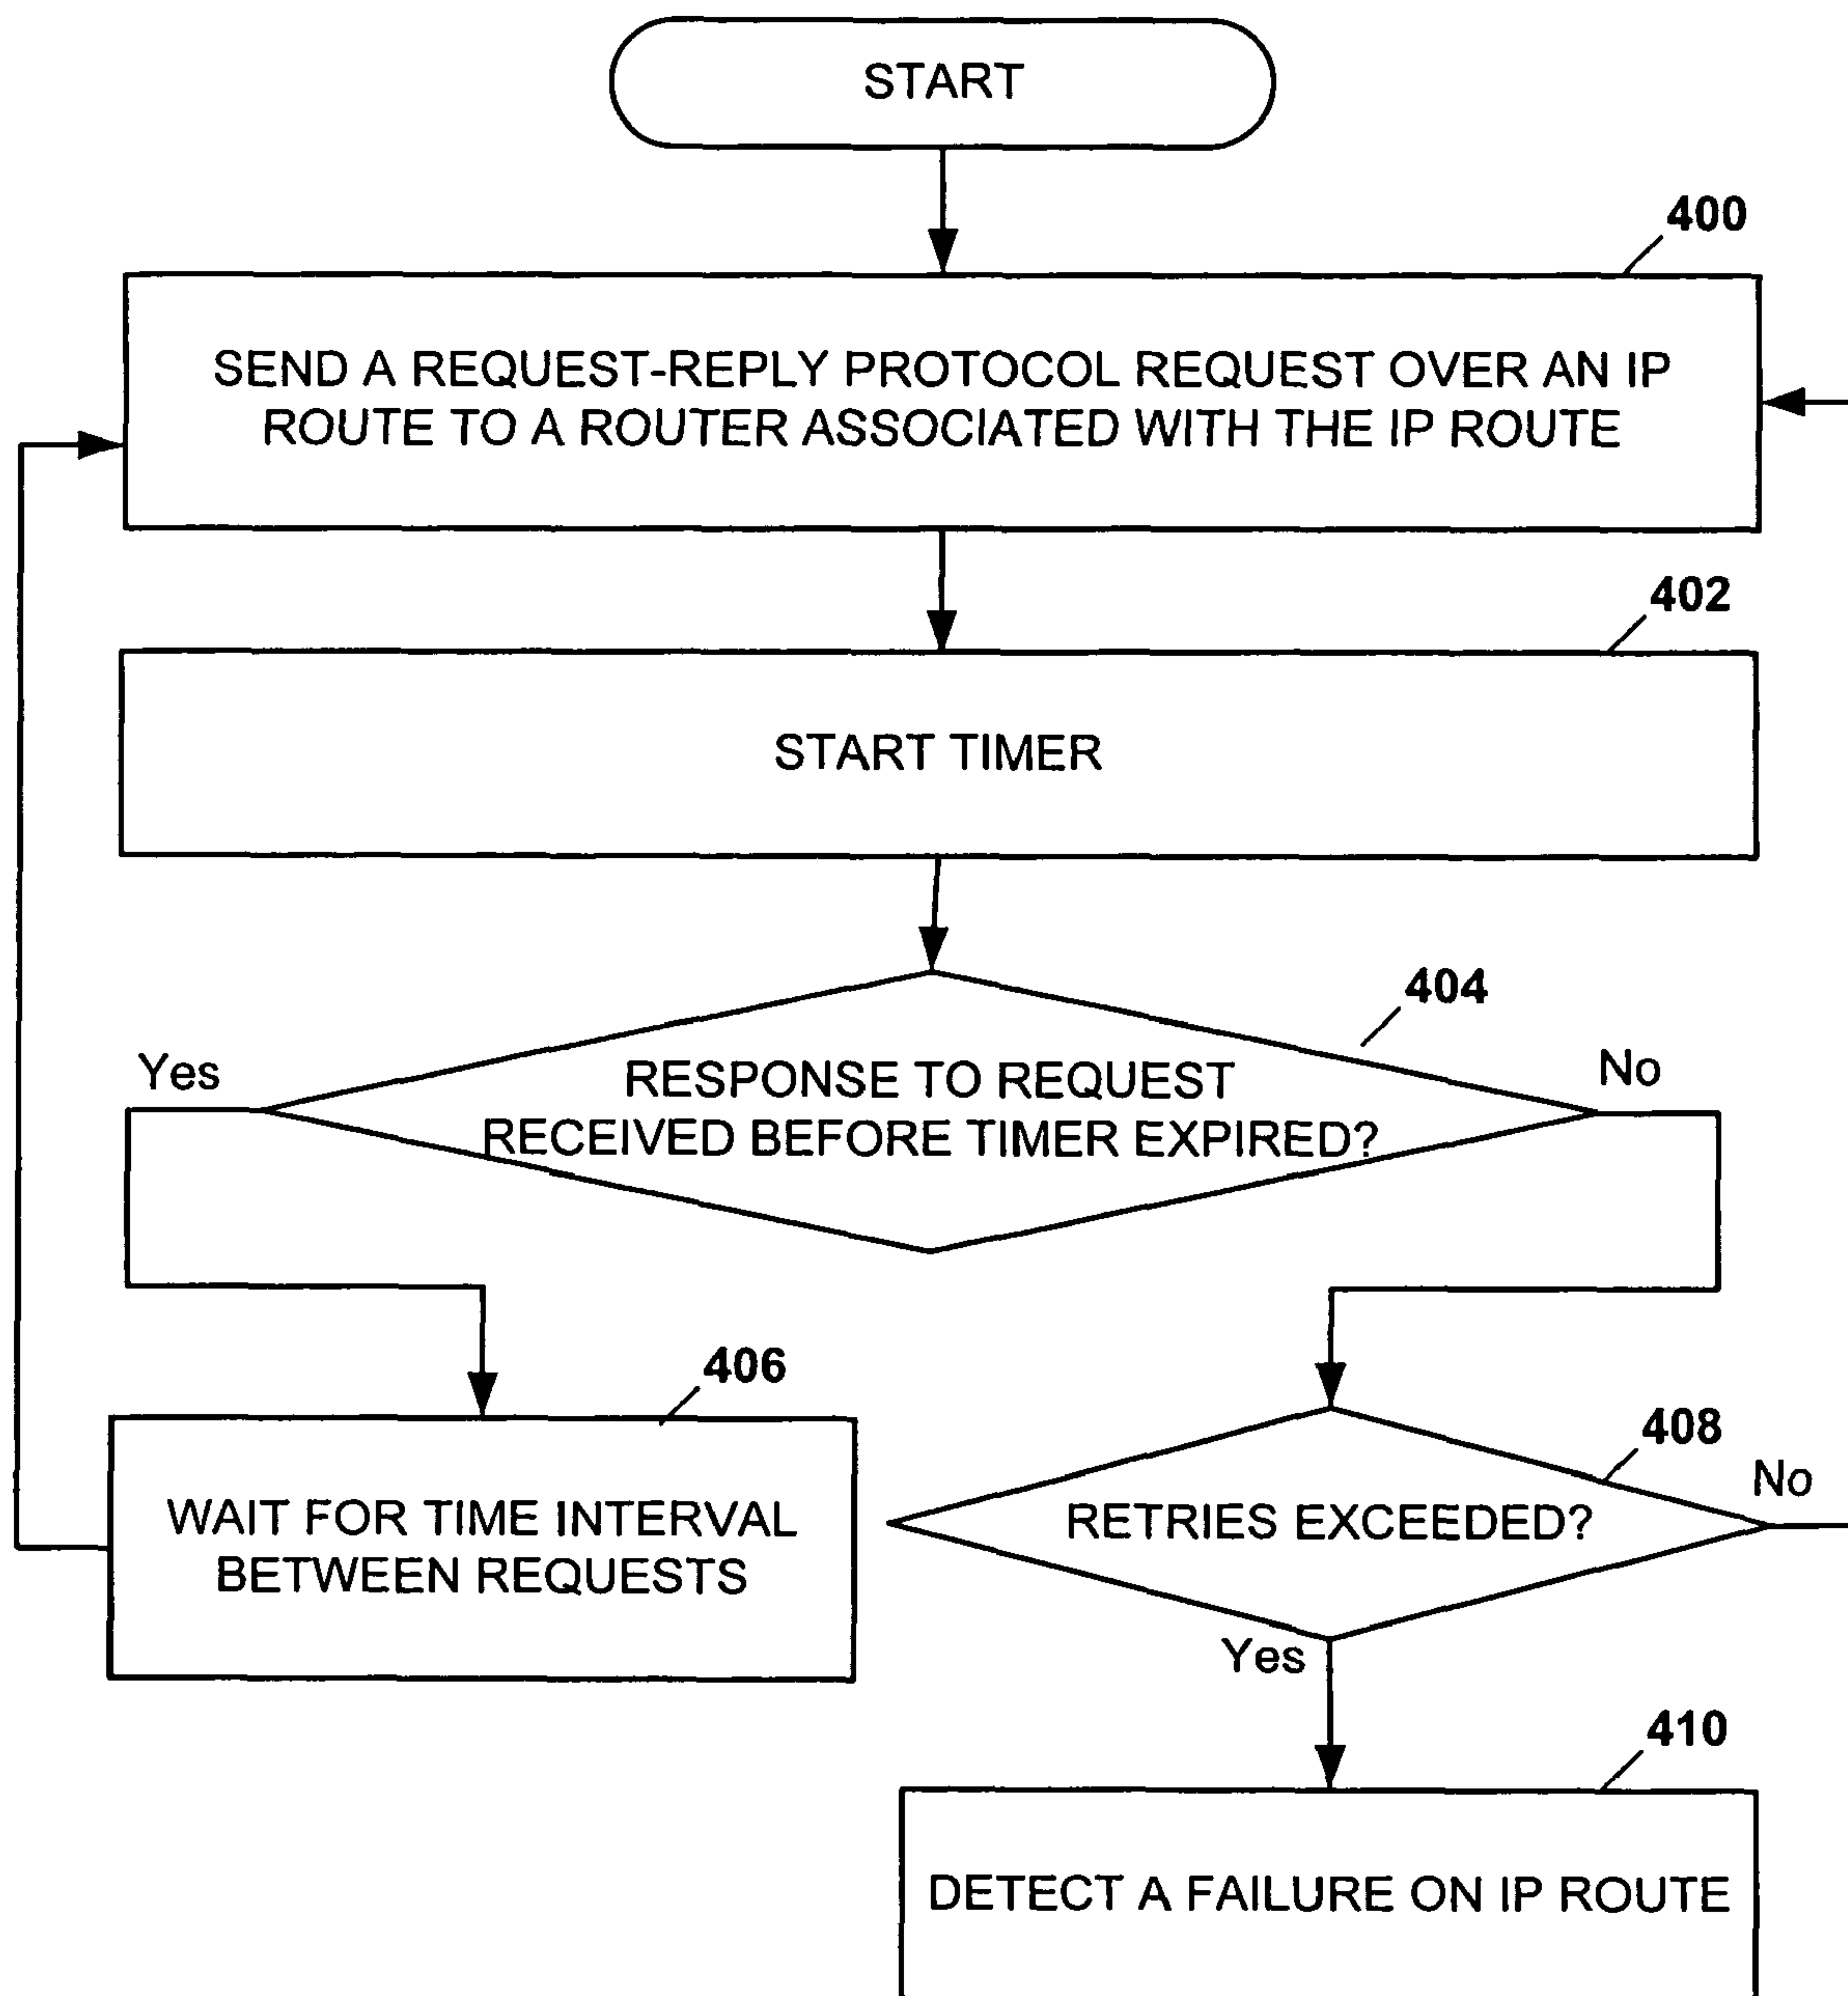 START
400
SEND A REQUEST-REPLY PROTOCOL REQUEST OVER AN IP
ROUTE TO A ROUTER ASSOCIATED WITH THE IP ROUTE
402
START TIMER
404
Yes
No
RESPONSE TO REQUEST
RECEIVED BEFORE TIMER EXPIRED?
406
WAIT FOR TIME INTERVAL
BETWEEN REQUESTS
408
No
RETRIES EXCEEDED?
Yes
410
DETECT A FAILURE ON IP ROUTE